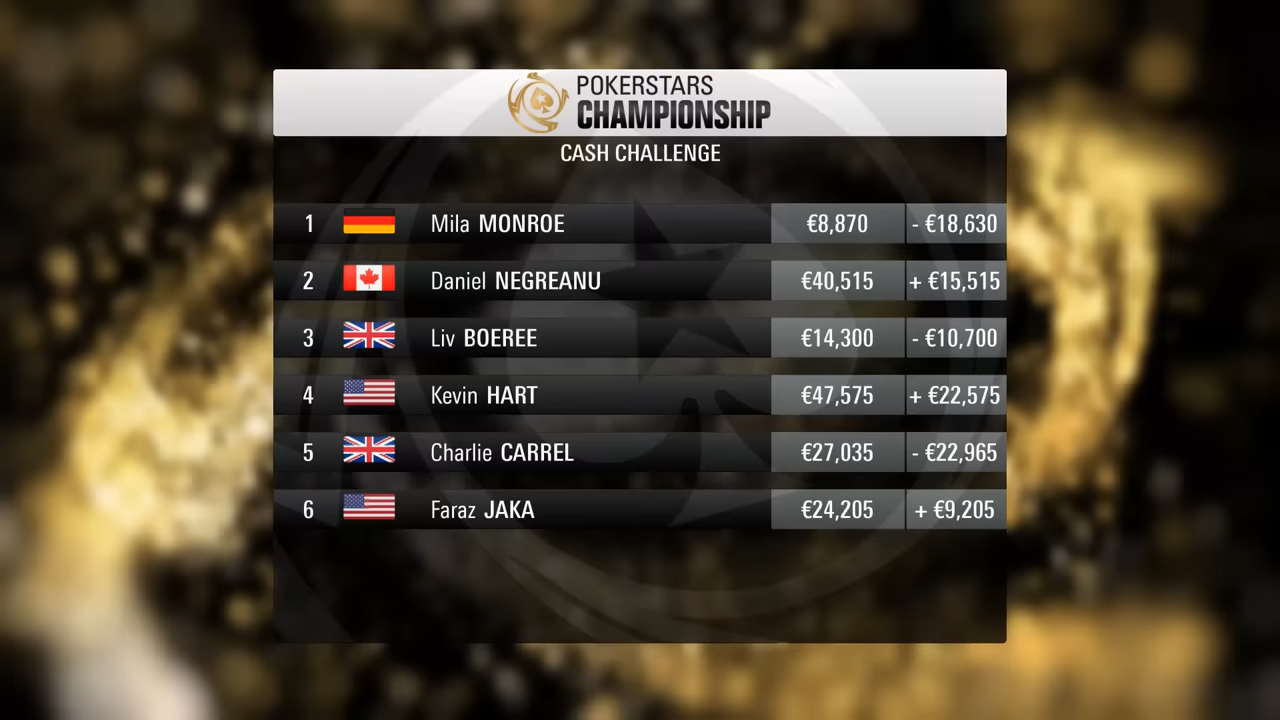 POKERSTARS
CHAMPIONSHIP
CASH CHALLENGE
1 Mila MONROE €8,870 - €18,630
2 Daniel NEGREANU €40,515 + €15,515
3 Liv BOEREE €14,300 - €10,700
4 Kevin HART €47,575 + €22,575
5 Charlie CARREL €27,035 - €22,965
6 Faraz JAKA €24,205 + €9,205